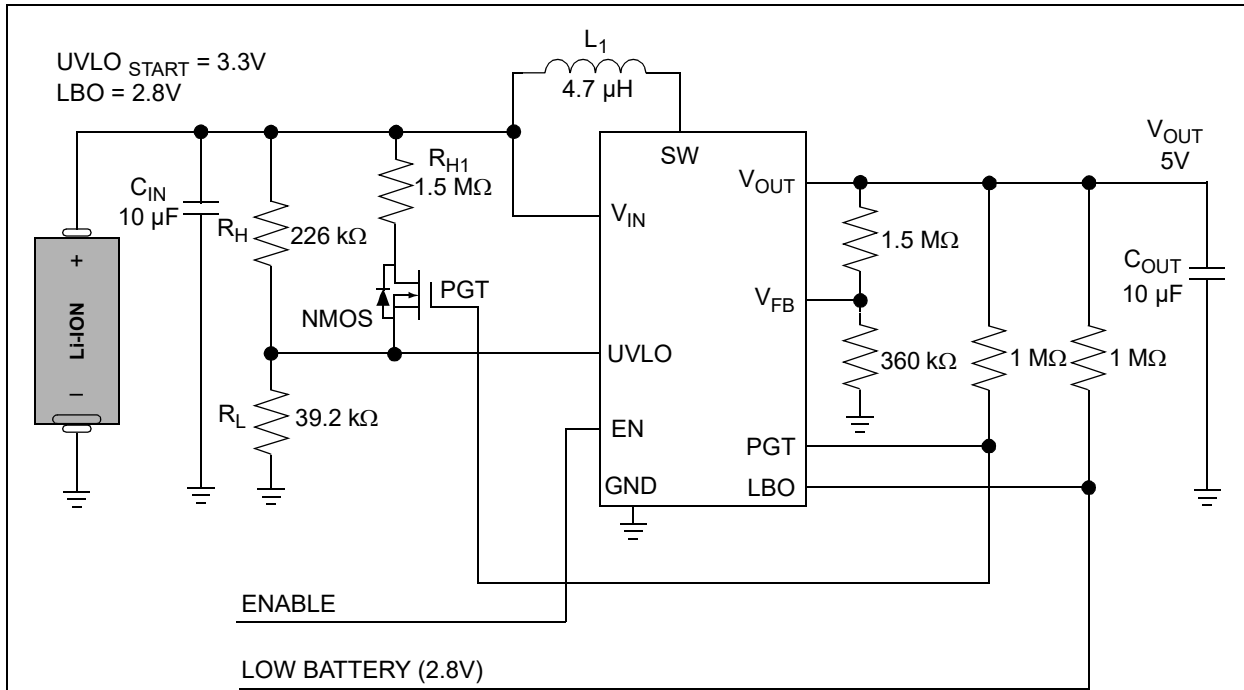 UVLO START = 3.3V
LBO = 2.8V
L1
4.7 µH
SW
VOUT
5V
RH1
1.5 MΩ
CIN
10 µF
RH
226 kΩ
VIN
VOUT
1.5 MΩ
COUT
10 µF
+
Li-ION
–
NMOS
PGT
VFB
UVLO
360 kΩ
1 MΩ
1 MΩ
RL
39.2 kΩ
EN
PGT
LBO
GND
ENABLE
LOW BATTERY (2.8V)